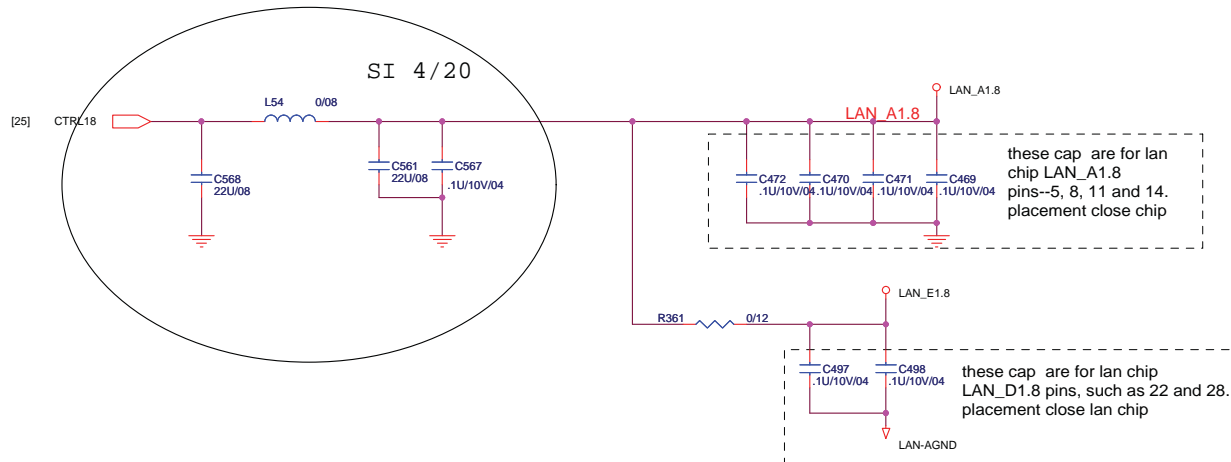 SI 4/20
[25] CTRL18
L54 0/08
C568
22U/08
C561
22U/08
C567
.1U/10V/04
LAN_A1.8
LAN_A1.8
C472
.1U/10V/04
C470
.1U/10V/04
C471
.1U/10V/04
C469
.1U/10V/04
these cap are for lan
chip LAN_A1.8
pins--5, 8, 11 and 14.
placement close chip
R361 0/12
LAN_E1.8
C497
.1U/10V/04
C498
.1U/10V/04
these cap are for lan chip
LAN_D1.8 pins, such as 22 and 28.
placement close lan chip
LAN-AGND